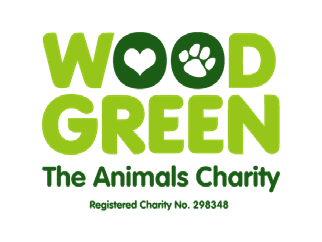 WOOD
GREEN
The Animals Charity
Registered Charity No. 298348